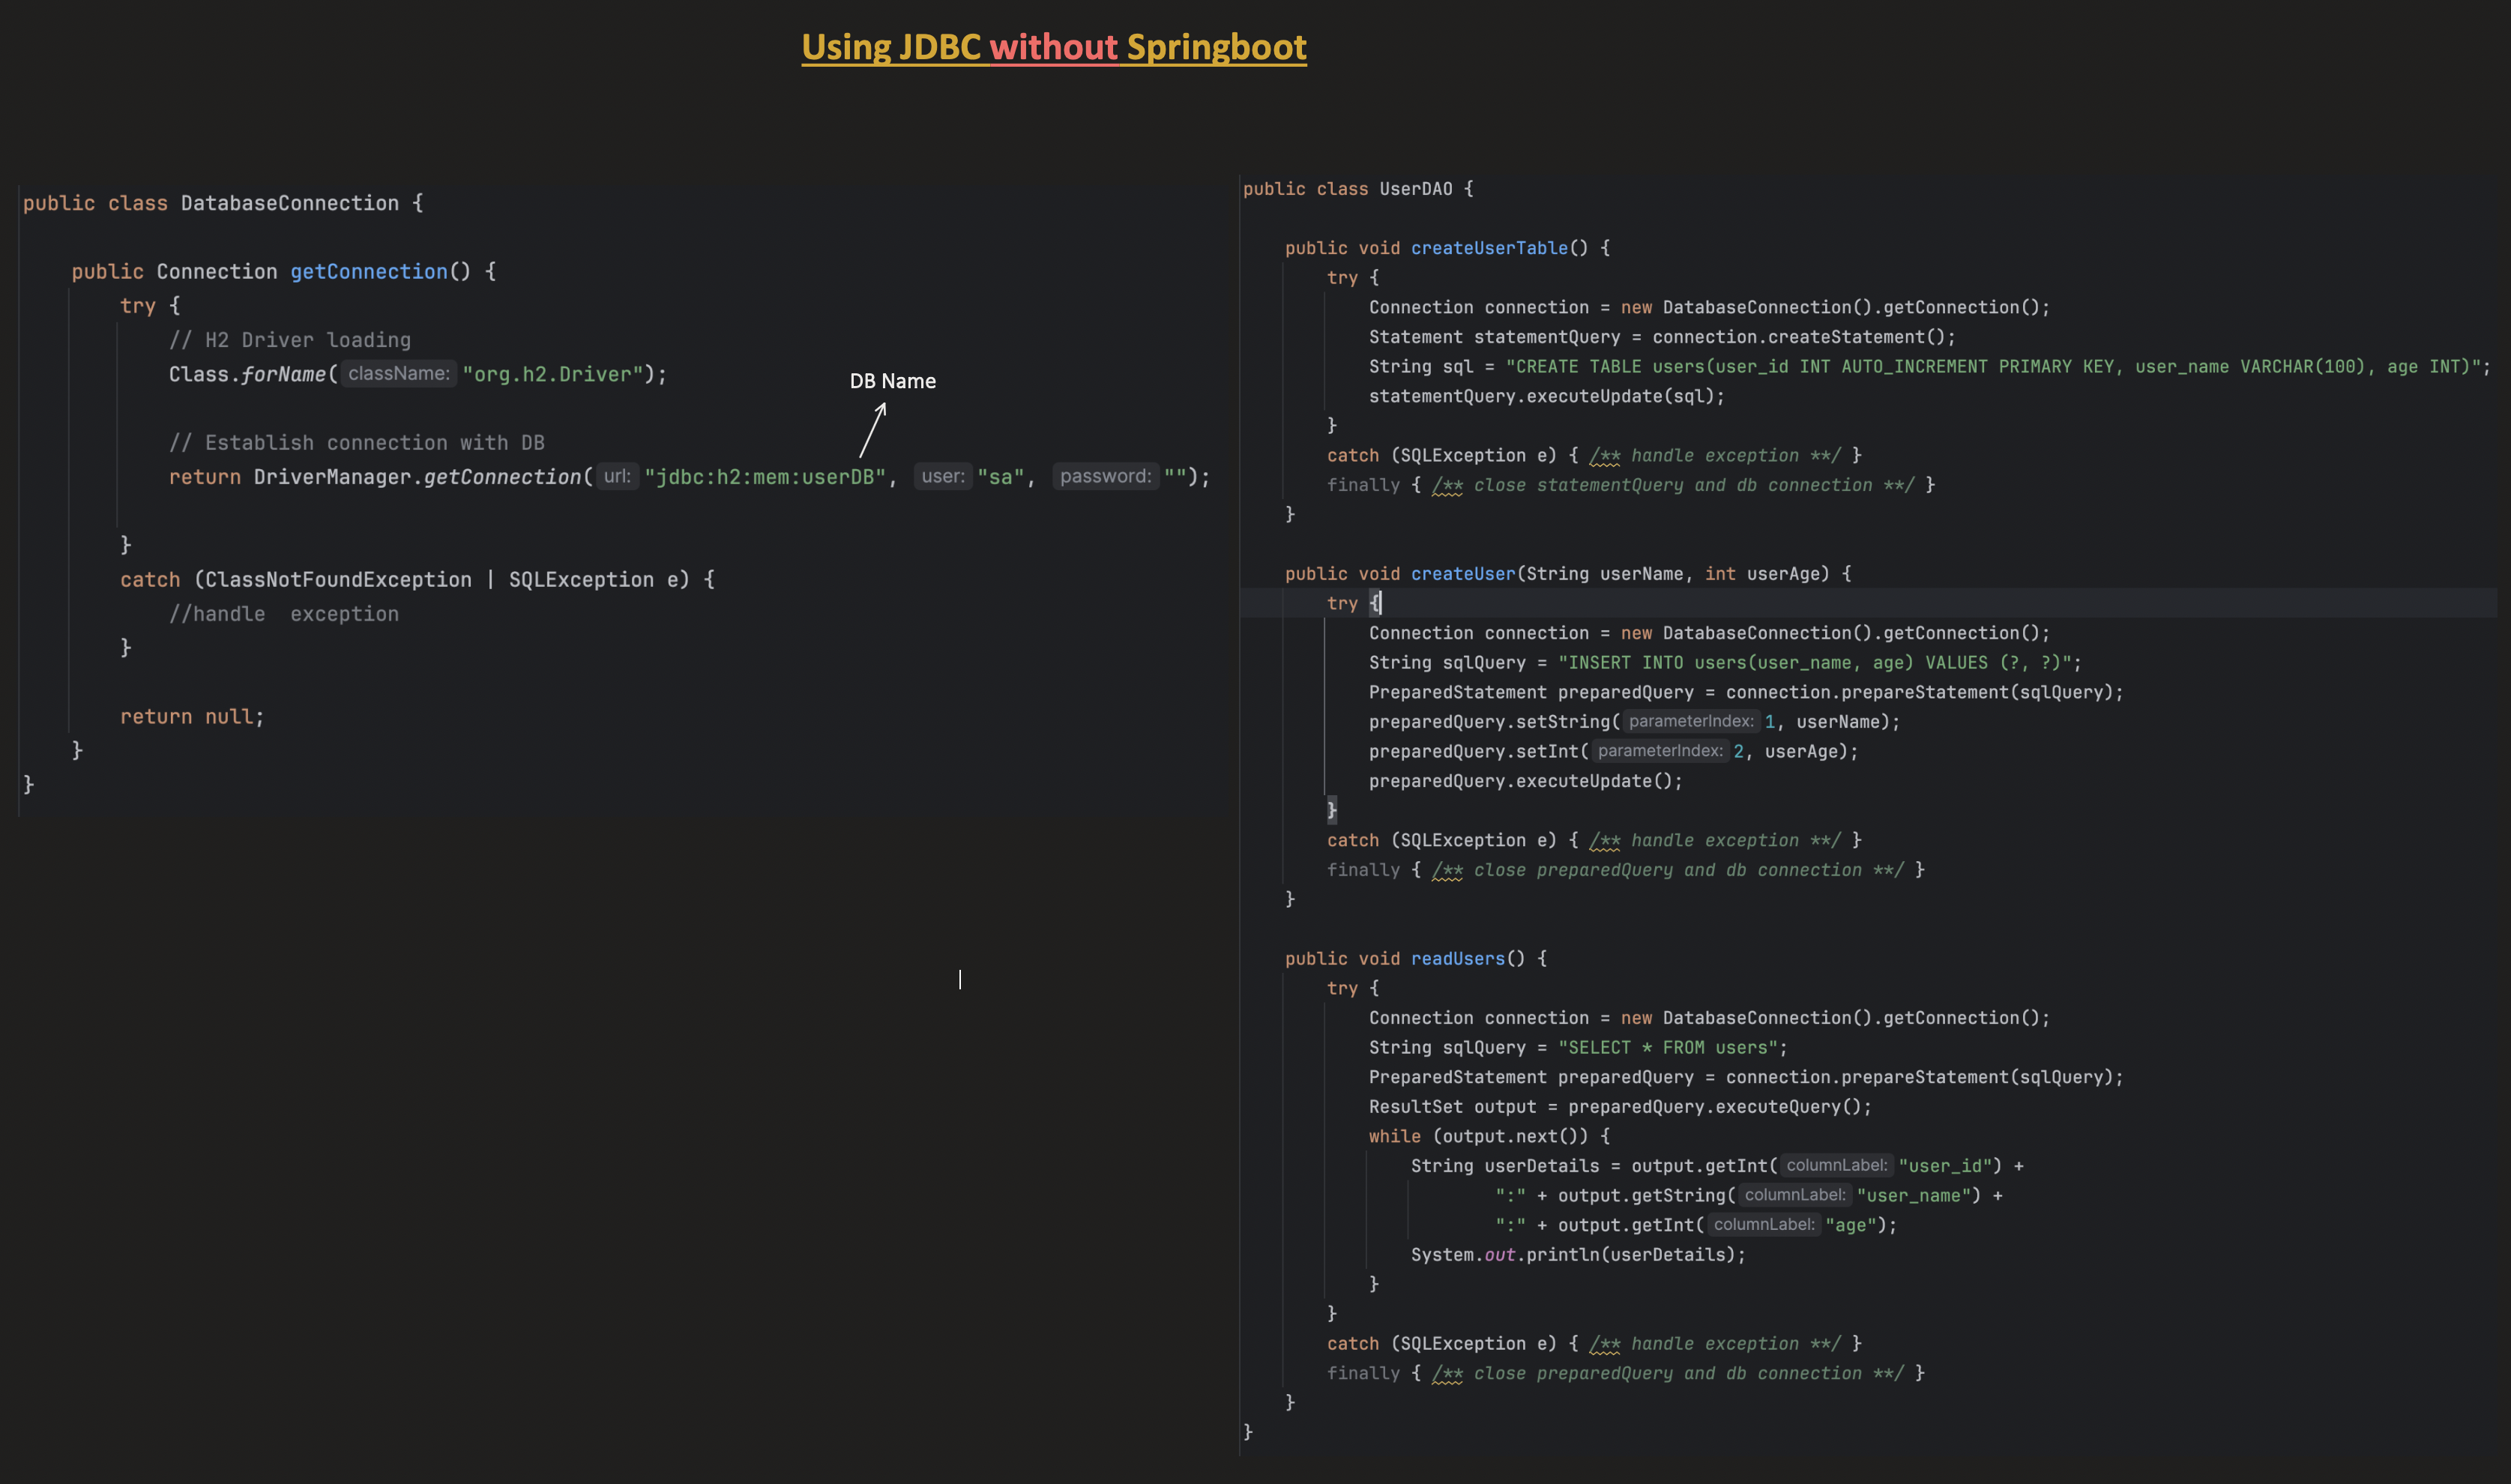 Using JDBC without Springboot
public class DatabaseConnection {
public Connection getConnection() {
try {
// H2 Driver loading
Class.forName( className: "org.h2.Driver");
DB Name
// Establish connection with DB
return DriverManager.getConnection( url: "jdbc:h2:mem:userDB", user: "sa", password: "");
}
catch (ClassNotFoundException | SQLException e) {
//handle  exception
}
return null;
}
}
public class UserDAO {
public void createUserTable() {
try {
Connection connection = new DatabaseConnection().getConnection();
Statement statementQuery = connection.createStatement();
String sql = "CREATE TABLE users(user_id INT AUTO_INCREMENT PRIMARY KEY, user_name VARCHAR(100), age INT)";
statementQuery.executeUpdate(sql);
}
catch (SQLException e) { /** handle exception **/ }
finally { /** close statementQuery and db connection **/ }
}
public void createUser(String userName, int userAge) {
try {
Connection connection = new DatabaseConnection().getConnection();
String sqlQuery = "INSERT INTO users(user_name, age) VALUES (?, ?)";
PreparedStatement preparedQuery = connection.prepareStatement(sqlQuery);
preparedQuery.setString( parameterIndex: 1, userName);
preparedQuery.setInt( parameterIndex: 2, userAge);
preparedQuery.executeUpdate();
}
catch (SQLException e) { /** handle exception **/ }
finally { /** close preparedQuery and db connection **/ }
}
public void readUsers() {
try {
Connection connection = new DatabaseConnection().getConnection();
String sqlQuery = "SELECT * FROM users";
PreparedStatement preparedQuery = connection.prepareStatement(sqlQuery);
ResultSet output = preparedQuery.executeQuery();
while (output.next()) {
String userDetails = output.getInt( columnLabel: "user_id") +
":" + output.getString( columnLabel: "user_name") +
":" + output.getInt( columnLabel: "age");
System.out.println(userDetails);
}
}
catch (SQLException e) { /** handle exception **/ }
finally { /** close preparedQuery and db connection **/ }
}
}